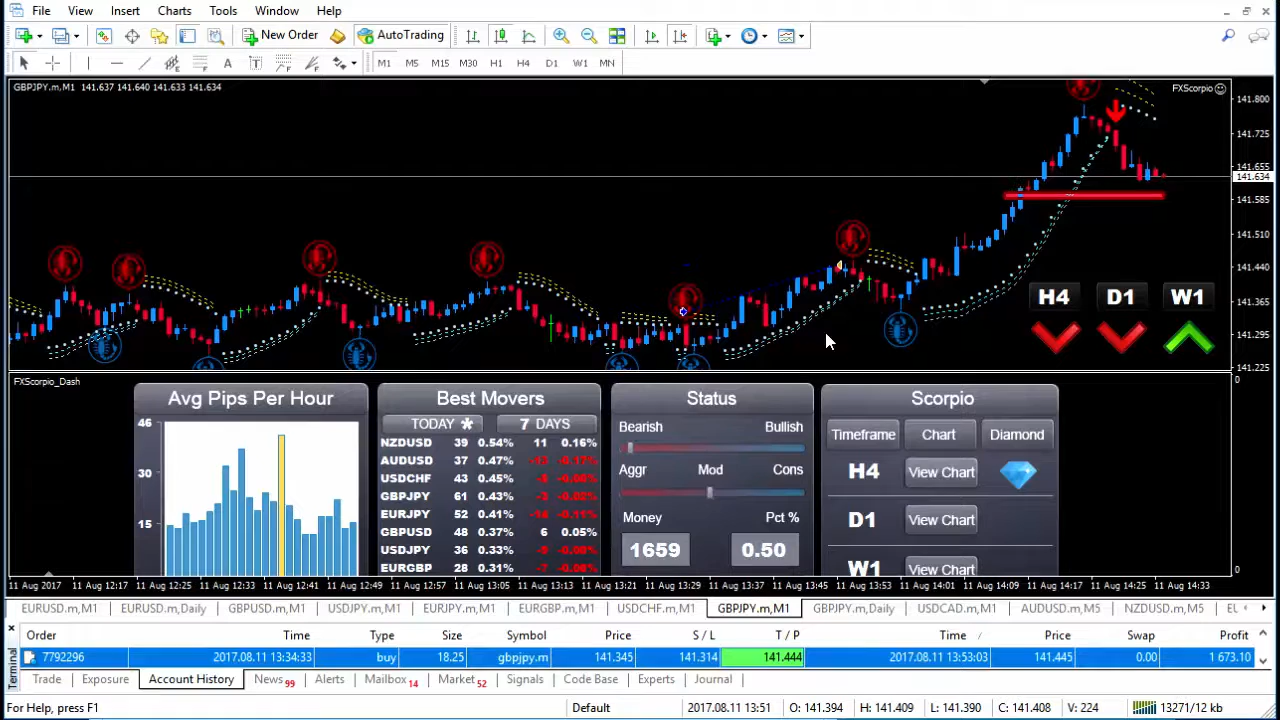 File View Insert Charts Tools Window Help
New Order AutoTrading
A T M1 M5 M15 M30 H1 H4 D1 W1 MN
GBPJPY.m,M1 141.637 141.640 141.633 141.634
FXScorpio
141.800
141.725
141.655
141.634
141.585
141.510
141.440
141.365
141.295
141.225
H4 D1 W1
FXScorpio_Dash
0
0
Avg Pips Per Hour
46
30
15
Best Movers
TODAY * 7 DAYS
NZDUSD 39 0.54% 11 0.16%
AUDUSD 37 0.47% -13 -0.17%
USDCHF 43 0.45%
GBPJPY 61 0.43%
EURJPY 52 0.41% -0.11%
GBPUSD 48 0.37% 6 0.05%
USDJPY 36 0.33%
EURGBP 28 0.31%
Status
Bearish Bullish
Aggr Mod Cons
Money Pct %
1659 0.50
Scorpio
Timeframe Chart Diamond
H4 View Chart
D1 View Chart
W1 View Chart
11 Aug 2017 11 Aug 12:17 11 Aug 12:25 11 Aug 12:33 11 Aug 12:41 11 Aug 12:49 11 Aug 12:57 11 Aug 13:05 11 Aug 13:13 11 Aug 13:21 11 Aug 13:29 11 Aug 13:37 11 Aug 13:45 11 Aug 13:53 11 Aug 14:01 11 Aug 14:09 11 Aug 14:17 11 Aug 14:25 11 Aug 14:33
EURUSD.m,M1 EURUSD.m,Daily GBPUSD.m,M1 USDJPY.m,M1 EURJPY.m,M1 EURGBP.m,M1 USDCHF.m,M1 GBPJPY.m,M1 GBPJPY.m,Daily USDCAD.m,M1 AUDUSD.m,M5 NZDUSD.m,M5 EU
Order Time Type Size Symbol Price S / L T / P Time Price Swap Profit
7792296 2017.08.11 13:34:33 buy 18.25 gbpjpy.m 141.345 141.314 141.444 2017.08.11 13:53:03 141.445 0.00 1 673.10
Terminal
Trade Exposure Account History News 99 Alerts Mailbox 14 Market 52 Signals Code Base Experts Journal
For Help, press F1 Default 2017.08.11 13:51 O: 141.394 H: 141.409 L: 141.390 C: 141.408 V: 224 13271/12 kb